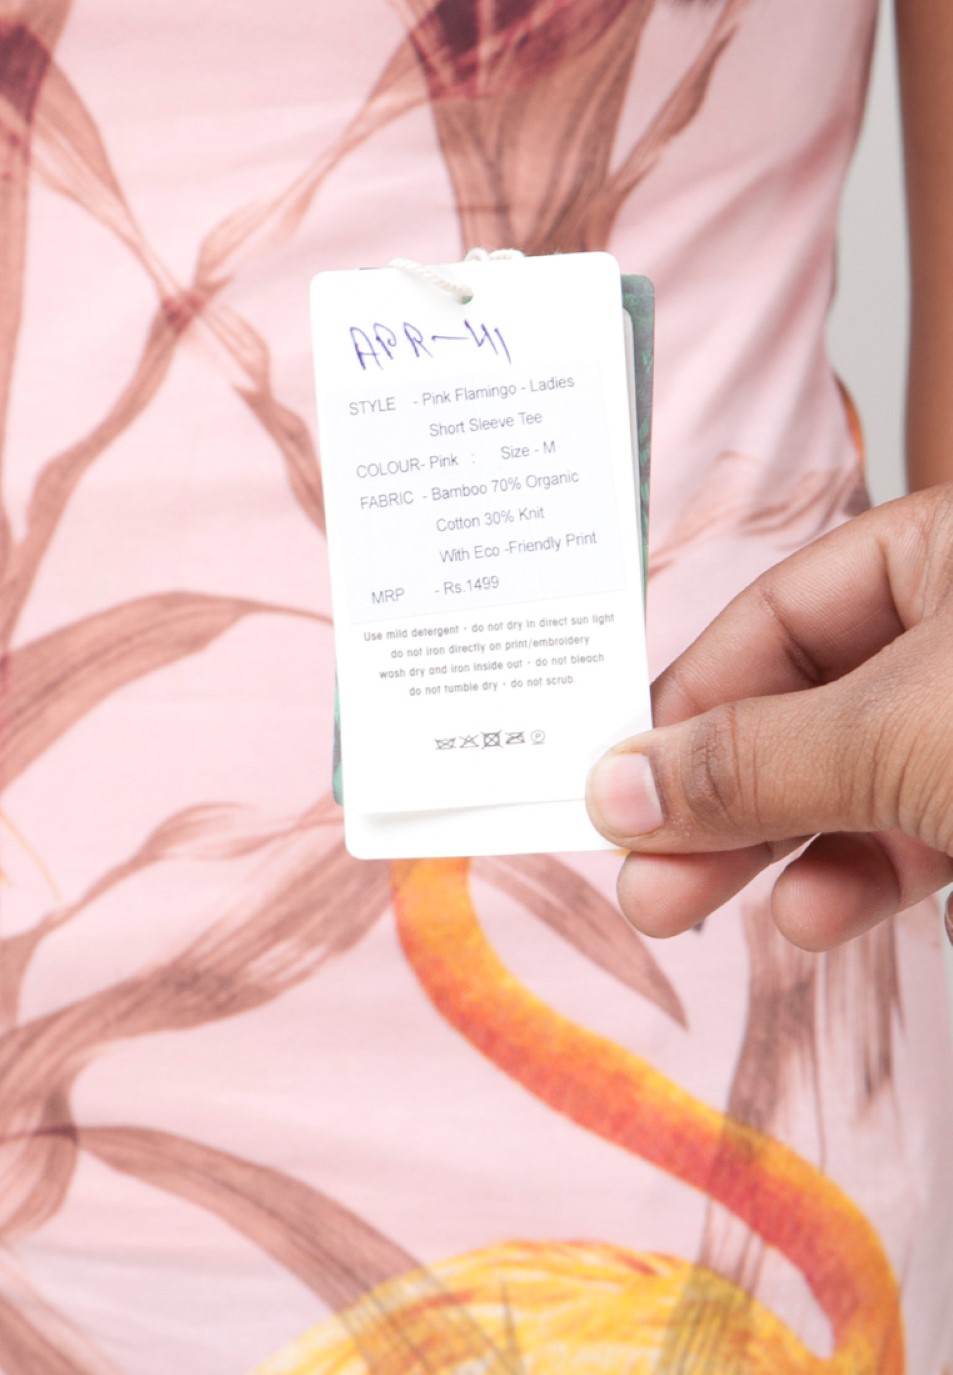 APR-41
STYLE - Pink Flamingo - Ladies
Short Sleeve Tee
COLOUR- Pink : Size - M
FABRIC - Bamboo 70% Organic
Cotton 30% Knit
With Eco -Friendly Print
MRP - Rs.1499
Use mild detergent - do not dry in direct sun light
do not iron directly on print/embroidery
wash dry and iron inside out - do not bleach
do not tumble dry - do not scrub.
P